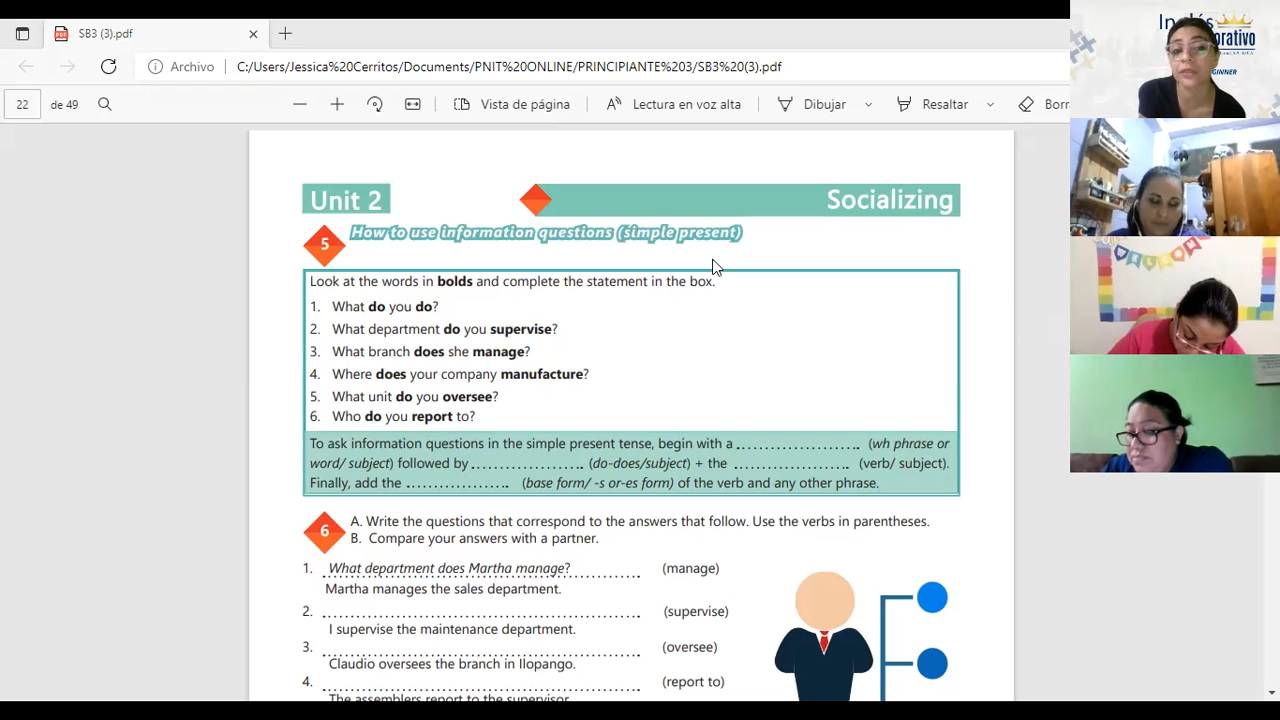 SB3 (3).pdf
Archivo
C:/Users/Jessica%20Cerritos/Documents/PNIT%20ONLINE/PRINCIPIANTE%203/SB3%20(3).pdf
22 de 49
Vista de página
Lectura en voz alta
Dibujar
Resaltar
Unit 2
Socializing
5
How to use information questions (simple present)
Look at the words in bolds and complete the statement in the box.
1. What do you do?
2. What department do you supervise?
3. What branch does she manage?
4. Where does your company manufacture?
5. What unit do you oversee?
6. Who do you report to?
To ask information questions in the simple present tense, begin with a ..................... (wh phrase or
word/ subject) followed by ................... (do-does/subject) + the ................... (verb/ subject).
Finally, add the ................. (base form/ -s or-es form) of the verb and any other phrase.
6
A. Write the questions that correspond to the answers that follow. Use the verbs in parentheses.
B. Compare your answers with a partner.
1. What department does Martha manage? (manage)
Martha manages the sales department.
2. (supervise)
I supervise the maintenance department.
3. (oversee)
Claudio oversees the branch in Ilopango.
4. (report to)
The assemblers report to the supervisor